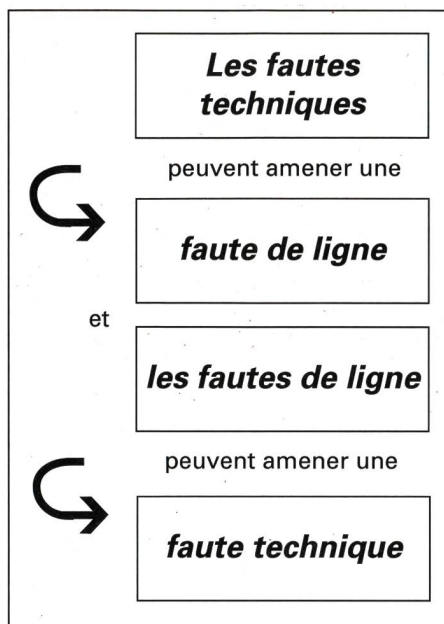 Les fautes
techniques
peuvent amener une
faute de ligne
et
les fautes de ligne
peuvent amener une
faute technique